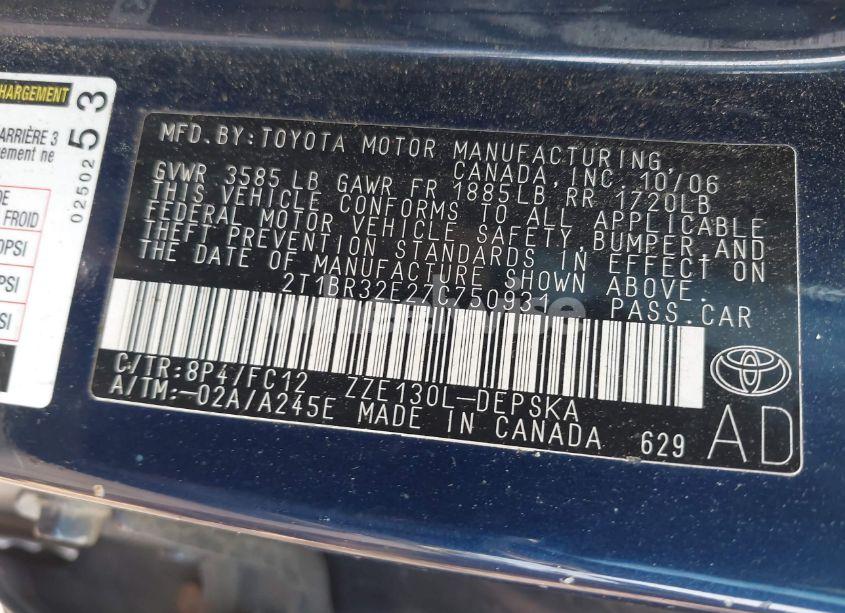 CHARGEMENT
ARRIÈRE 3
ement ne
DE
FROID
PSI
PSI
SI
02502 53
MFD.BY:TOYOTA MOTOR MANUFACTURING,
CANADA, INC. 10/06
GVWR 3585 LB GAWR FR 1885LB RR 1720LB
THIS VEHICLE CONFORMS TO ALL APPLICABLE
FEDERAL MOTOR VEHICLE SAFETY,BUMPER,AND
THEFT PREVENTION STANDARDS IN EFFECT ON
THE DATE OF MANUFACTURE SHOWN ABOVE.
2T1BR32E27C750931 PASS.CAR
C/TR:8P4/FC12 ZZE130L-DEPSKA
A/TM:-02A/A245E MADE IN CANADA 629
AD